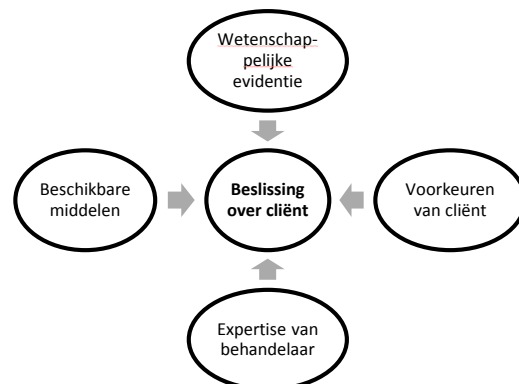 Wetenschap-
pelijke
evidentie
Beschikbare
middelen
Beslissing
over cliënt
Voorkeuren
van cliënt
Expertise van
behandelaar